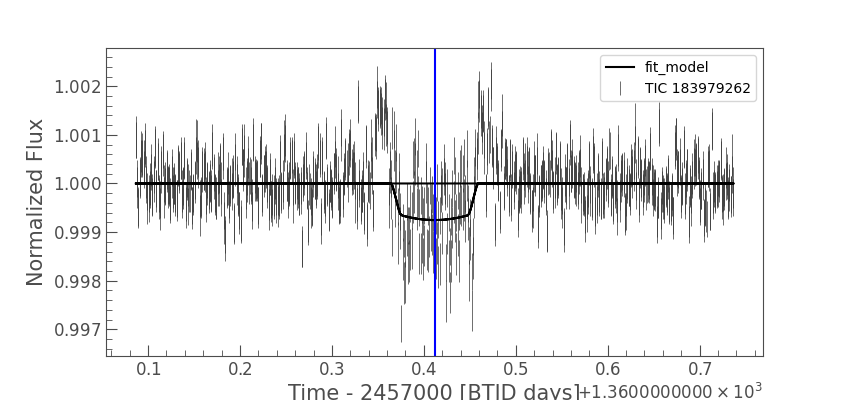 fit_model
TIC 183979262
Normalized Flux
1.002
1.001
1.000
0.999
0.998
0.997
0.1 0.2 0.3 0.4 0.5 0.6 0.7
Time - 2457000 [BTJD days]
+1.3600000000 × 10³